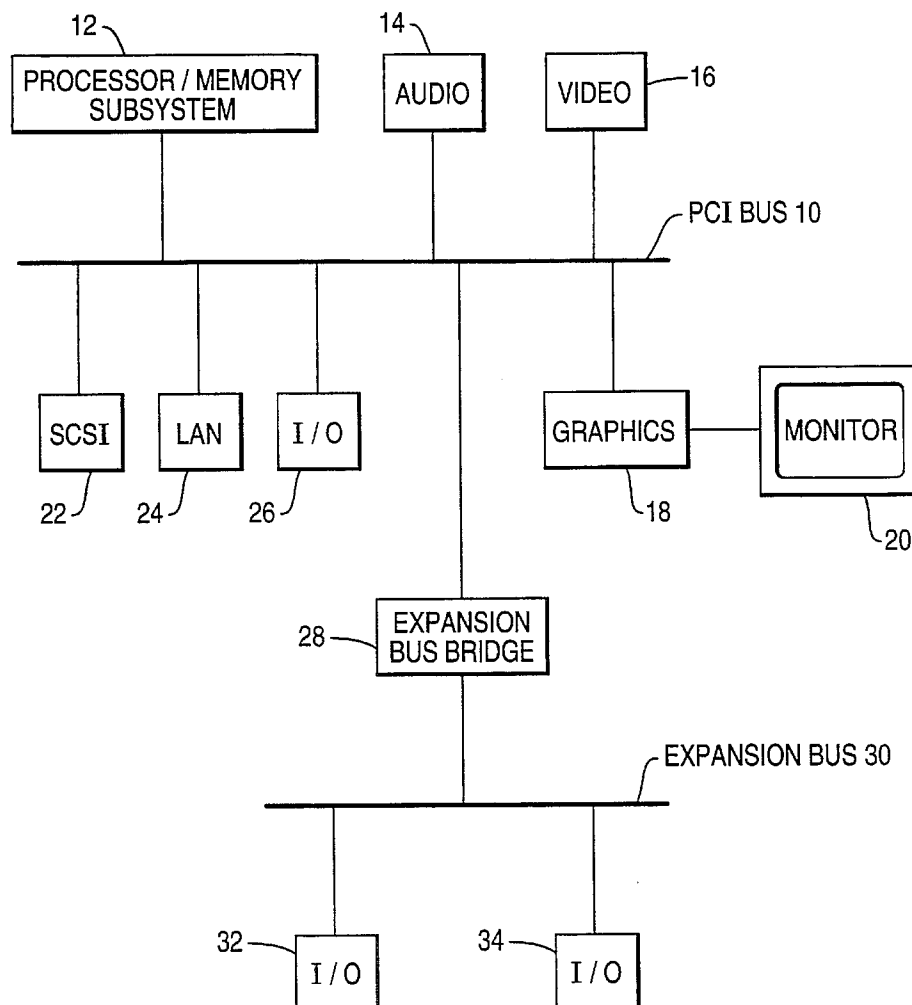 12
14
PROCESSOR / MEMORY
SUBSYSTEM
AUDIO
VIDEO
16
PCI BUS 10
SCSI
LAN
I / O
GRAPHICS
MONITOR
22
24
26
18
20
28
EXPANSION
BUS BRIDGE
EXPANSION BUS 30
32
34
I / O
I / O